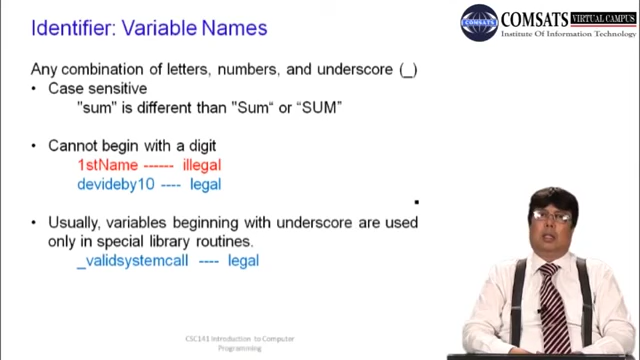 Identifier: Variable Names
COMSATS
VIRTUAL CAMPUS
Institute Of Information Technology
Any combination of letters, numbers, and underscore (_)
• Case sensitive
"sum" is different than "Sum“ or “SUM”
• Cannot begin with a digit
1stName ------ illegal
devideby10 ---- legal
• Usually, variables beginning with underscore are used
only in special library routines.
_validsystemcall ---- legal
CSC141 Introduction to Computer
Programming